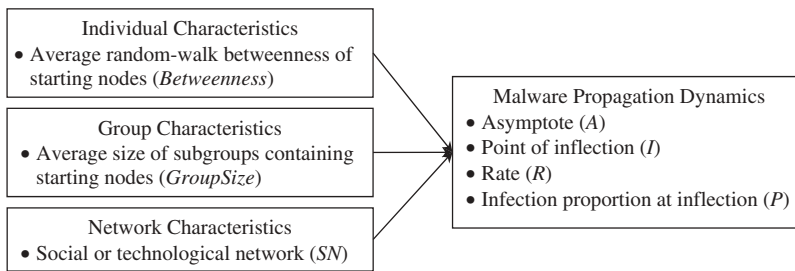 Individual Characteristics
• Average random-walk betweenness of
starting nodes (Betweenness)
Group Characteristics
• Average size of subgroups containing
starting nodes (GroupSize)
Network Characteristics
• Social or technological network (SN)
Malware Propagation Dynamics
• Asymptote (A)
• Point of inflection (I)
• Rate (R)
• Infection proportion at inflection (P)